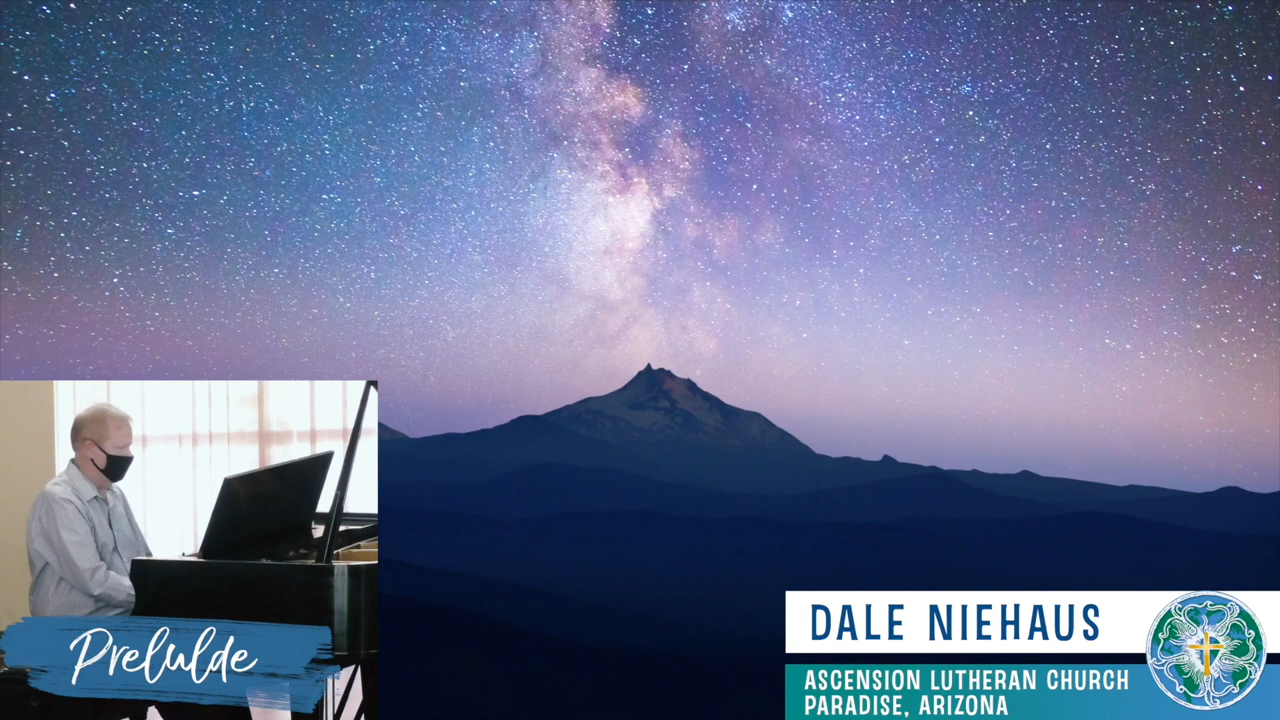 Prelulde
DALE NIEHAUS
ASCENSION LUTHERAN CHURCH
PARADISE, ARIZONA